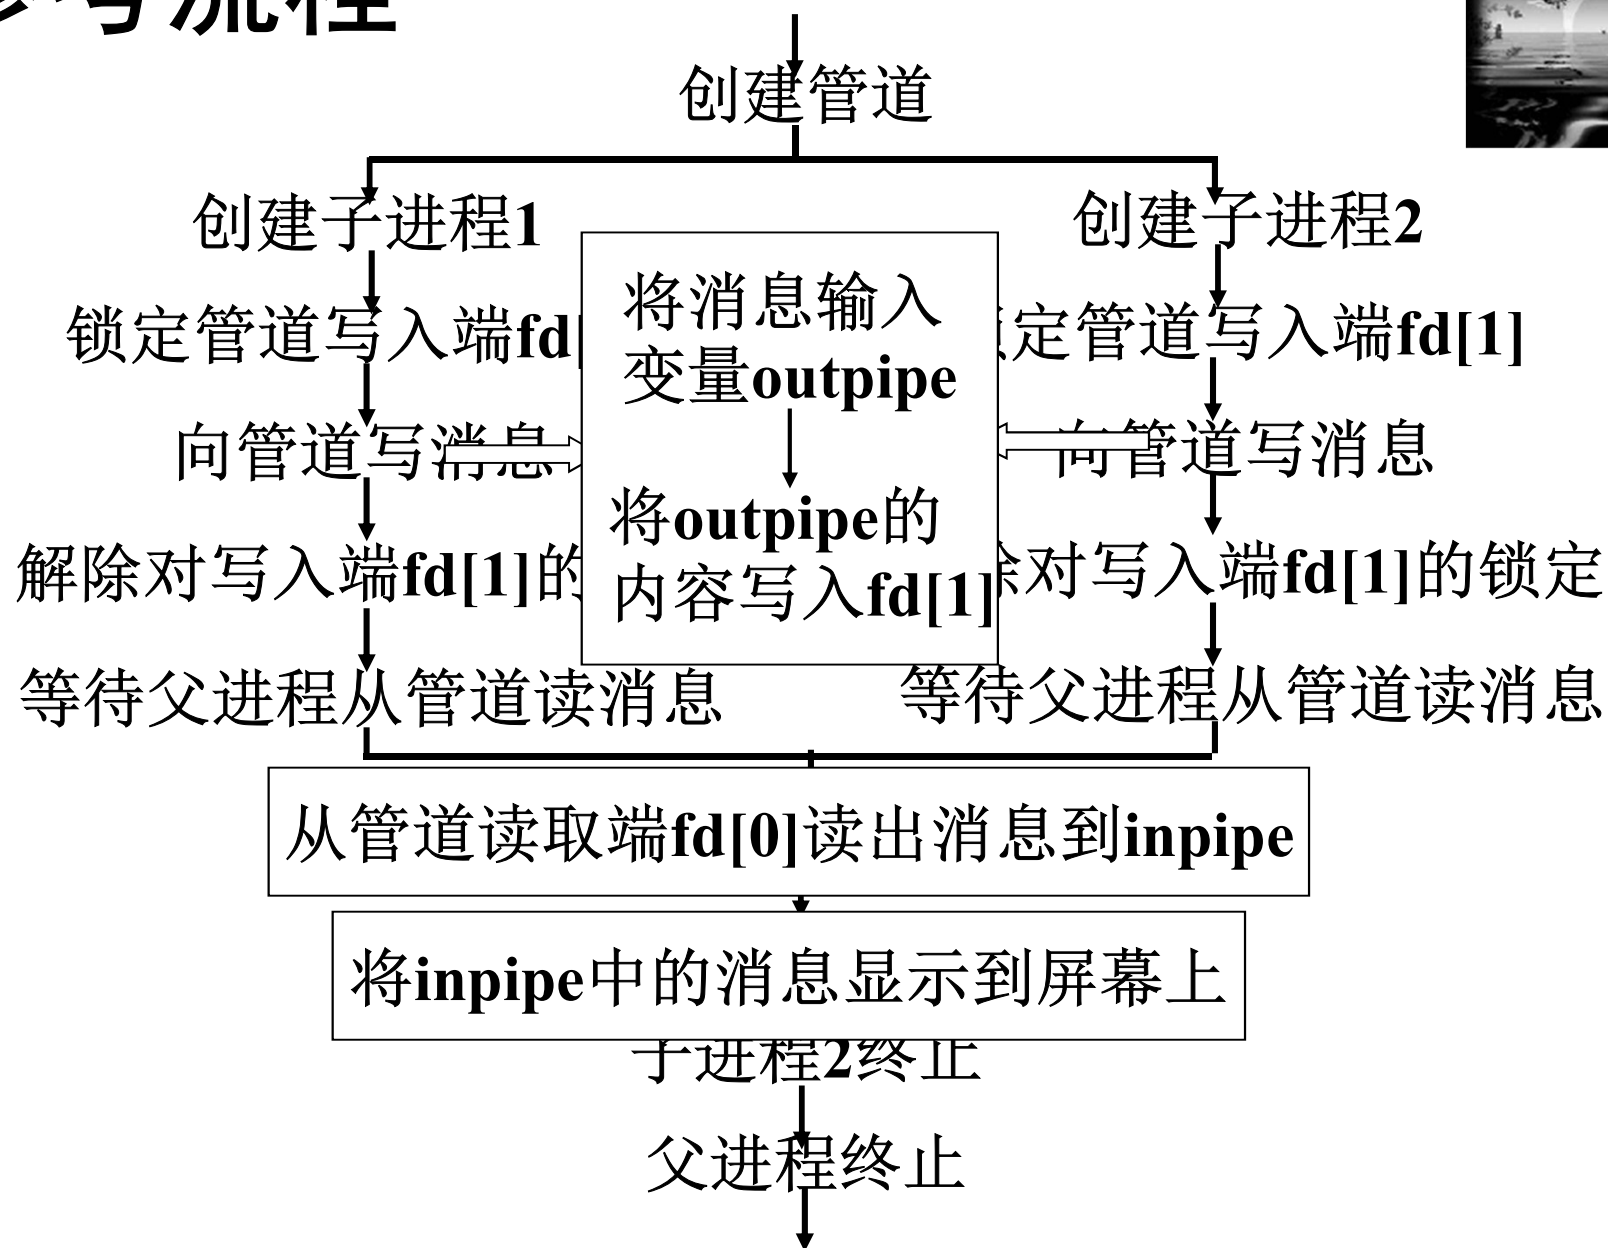 参考流程
创建管道
创建子进程1
创建子进程2
锁定管道写入端fd[
定管道写入端fd[1]
将消息输入
变量outpipe
向管道写消息
向管道写消息
将outpipe的
内容写入fd[1]
解除对写入端fd[1]的
除对写入端fd[1]的锁定
等待父进程从管道读消息
等待父进程从管道读消息
从管道读取端fd[0]读出消息到inpipe
将inpipe中的消息显示到屏幕上
子进程2终止
父进程终止